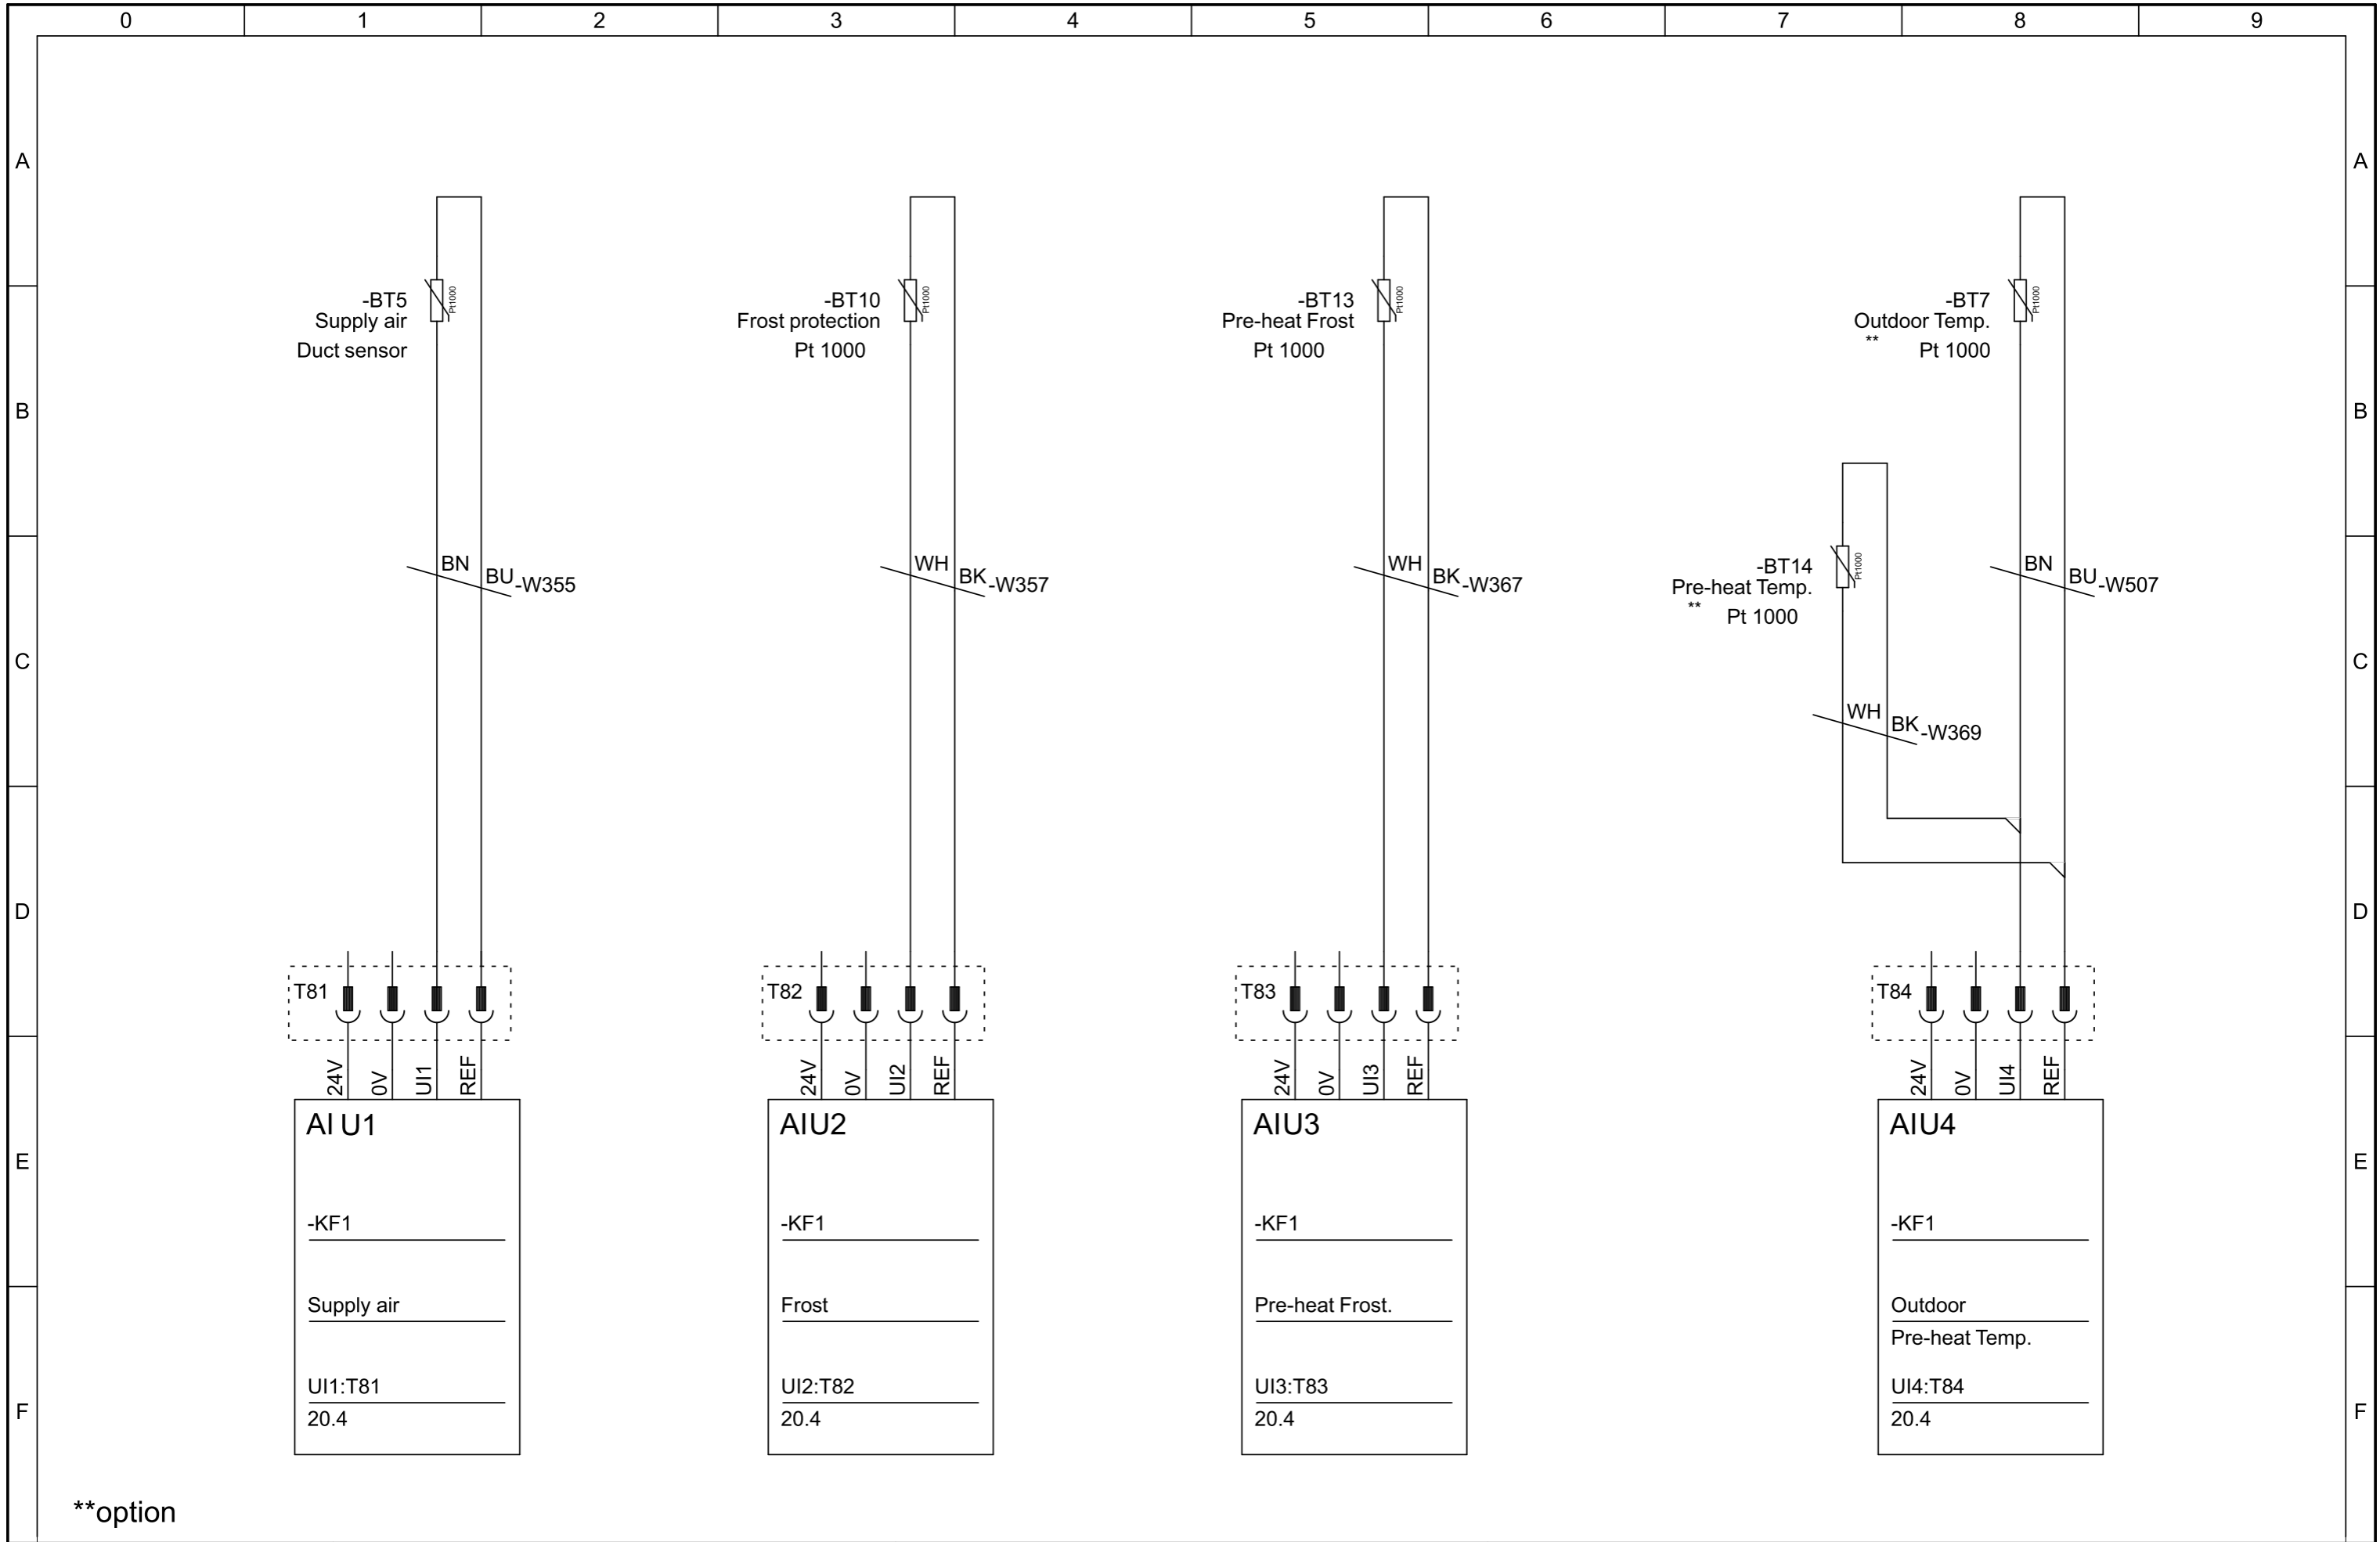 0 1 2 3 4 5 6 7 8 9
A A
-BT5
Supply air
Duct sensor
Pt1000
-BT10
Frost protection
Pt 1000
Pt1000
-BT13
Pre-heat Frost
Pt 1000
Pt1000
-BT7
Outdoor Temp.
** Pt 1000
Pt1000
B B
BN BU -W355
WH BK -W357
WH BK -W367
-BT14
Pre-heat Temp.
** Pt 1000
Pt1000
BN BU -W507
C C
WH BK -W369
D D
T81
T82
T83
T84
24V 0V UI1 REF
24V 0V UI2 REF
24V 0V UI3 REF
24V 0V UI4 REF
E E
AI U1
-KF1
Supply air
UI1:T81
20.4
AIU2
-KF1
Frost
UI2:T82
20.4
AIU3
-KF1
Pre-heat Frost.
UI3:T83
20.4
AIU4
-KF1
Outdoor
Pre-heat Temp.
UI4:T84
20.4
F F
**option